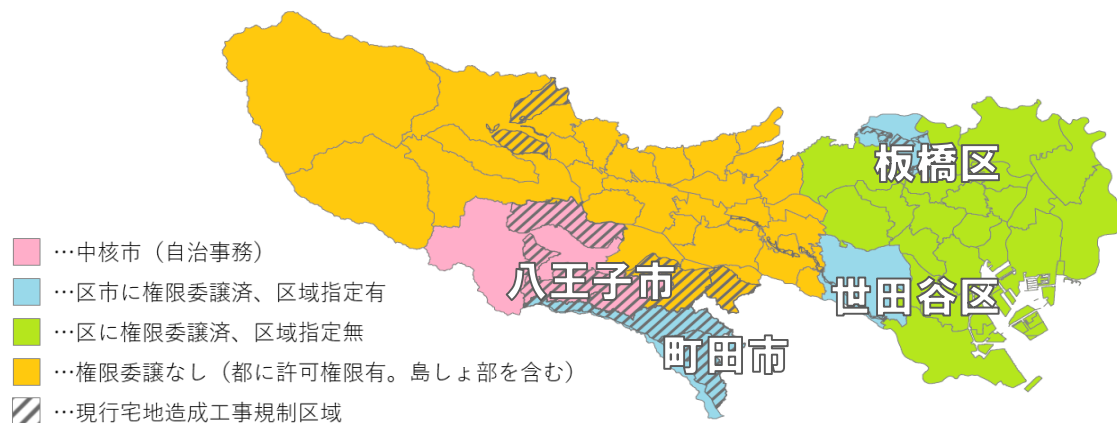 板橋区
八王子市
世田谷区
町田市
…中核市（自治事務）
…区市に権限委譲済、区域指定有
…区に権限委譲済、区域指定無
…権限委譲なし（都に許可権限有。島しょ部を含む）
…現行宅地造成工事規制区域